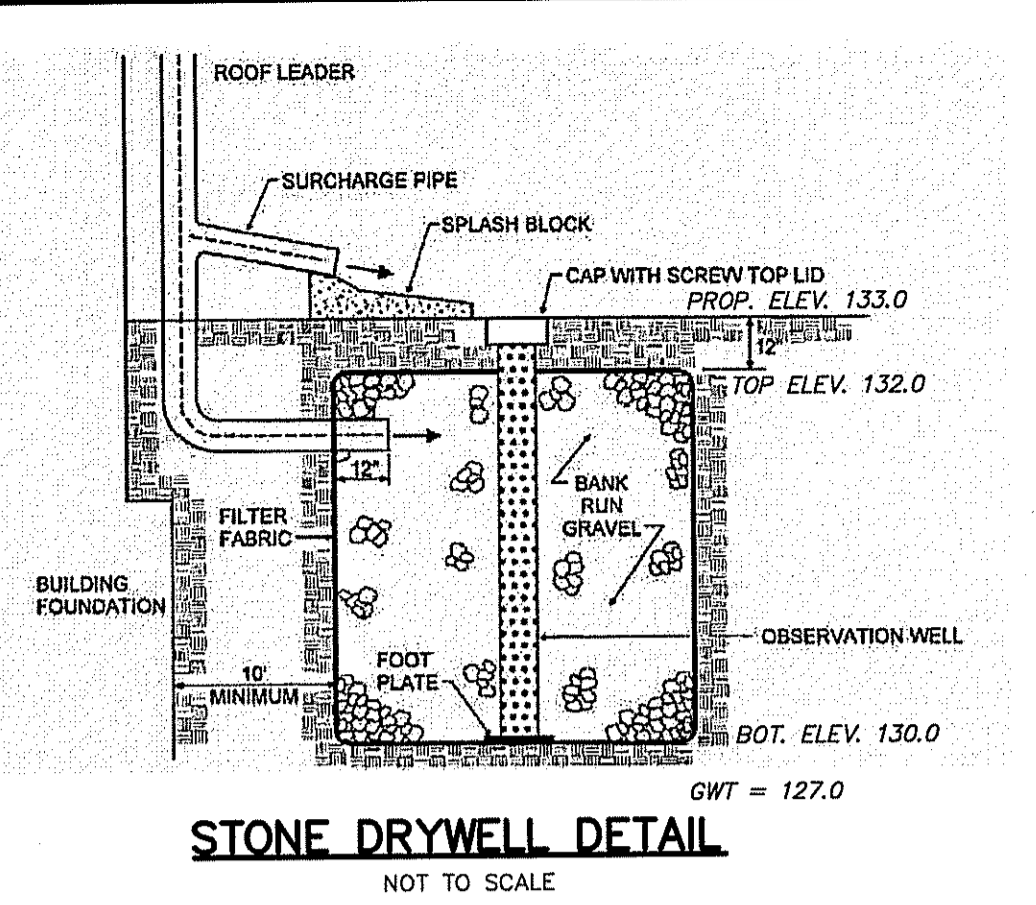 ROOF LEADER
SURCHARGE PIPE
SPLASH BLOCK
CAP WITH SCREW TOP LID
PROP. ELEV. 133.0
12"
TOP ELEV. 132.0
12"
BANK
RUN
GRAVEL
FILTER
FABRIC
BUILDING
FOUNDATION
OBSERVATION WELL
FOOT
PLATE
10'
MINIMUM
BOT. ELEV. 130.0
GWT = 127.0
STONE DRYWELL DETAIL
NOT TO SCALE